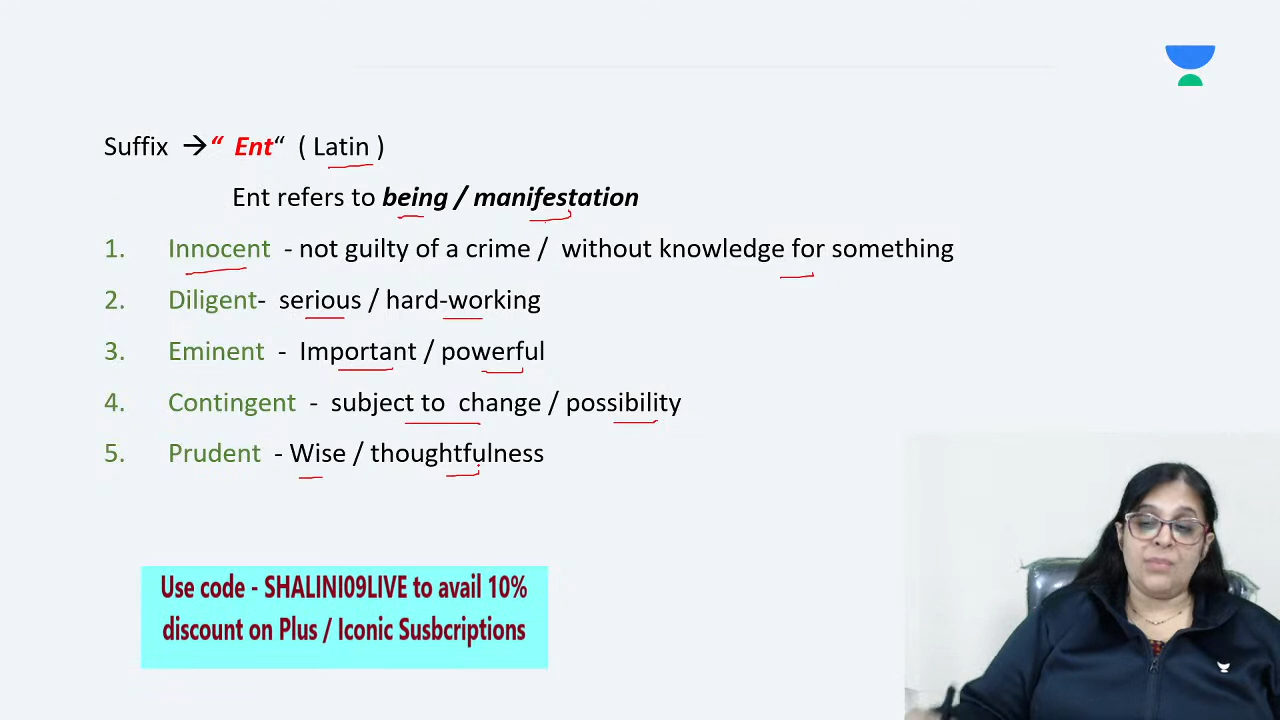 Suffix → “ Ent“ ( Latin )
Ent refers to being / manifestation
1. Innocent - not guilty of a crime / without knowledge for something
2. Diligent- serious / hard-working
3. Eminent - Important / powerful
4. Contingent - subject to change / possibility
5. Prudent - Wise / thoughtfulness
Use code - SHALINI09LIVE to avail 10%
discount on Plus / Iconic Susbcriptions